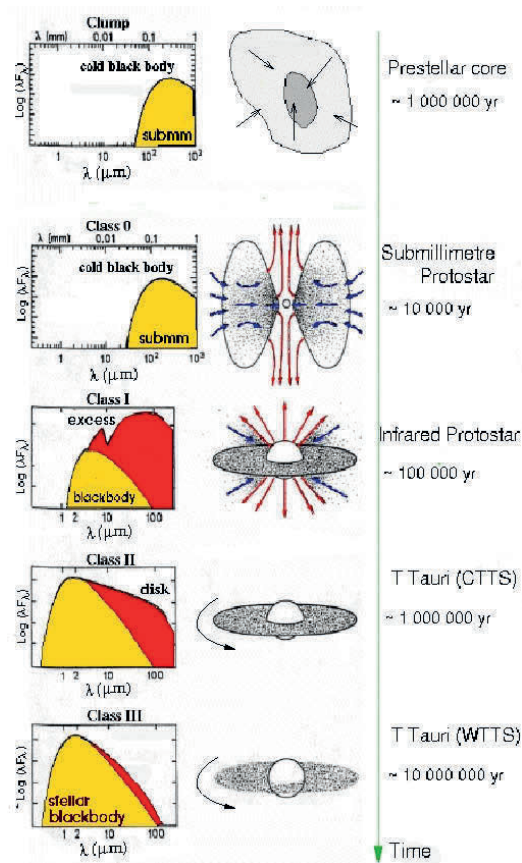 Clump
λ (mm) 0.01 0.1 1
cold black body
submm
Log (λFλ)
1 10² 10³
λ (μm)
Prestellar core
~ 1 000 000 yr
Class 0
λ (mm) 0.01 0.1 1
cold black body
submm
Log (λFλ)
1 10 10² 10³
λ (μm)
Submillimetre
Protostar
~ 10 000 yr
Class I
excess
blackbody
Log (λFλ)
1 2 10 100
λ (μm)
Infrared Protostar
~ 100 000 yr
Class II
disk
Log (λFλ)
1 2 10 100
λ (μm)
T Tauri (CTTS)
~ 1 000 000 yr
Class III
stellar
blackbody
Log (λFλ)
1 2 10 100
λ (μm)
T Tauri (WTTS)
~ 10 000 000 yr
Time